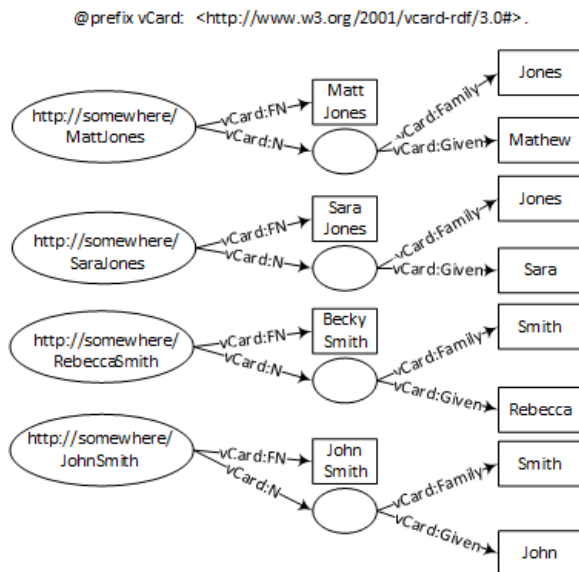 @prefix vCard: <http://www.w3.org/2001/vcard-rdf/3.0#>.
http://somewhere/
MattJones
vCard:FN
vCard:N
Matt
Jones
vCard:Family
vCard:Given
Jones
Mathew
http://somewhere/
SaraJones
vCard:FN
vCard:N
Sara
Jones
vCard:Family
vCard:Given
Jones
Sara
http://somewhere/
RebeccaSmith
vCard:FN
vCard:N
Becky
Smith
vCard:Family
vCard:Given
Smith
Rebecca
http://somewhere/
JohnSmith
vCard:FN
vCard:N
John
Smith
vCard:Family
vCard:Given
Smith
John